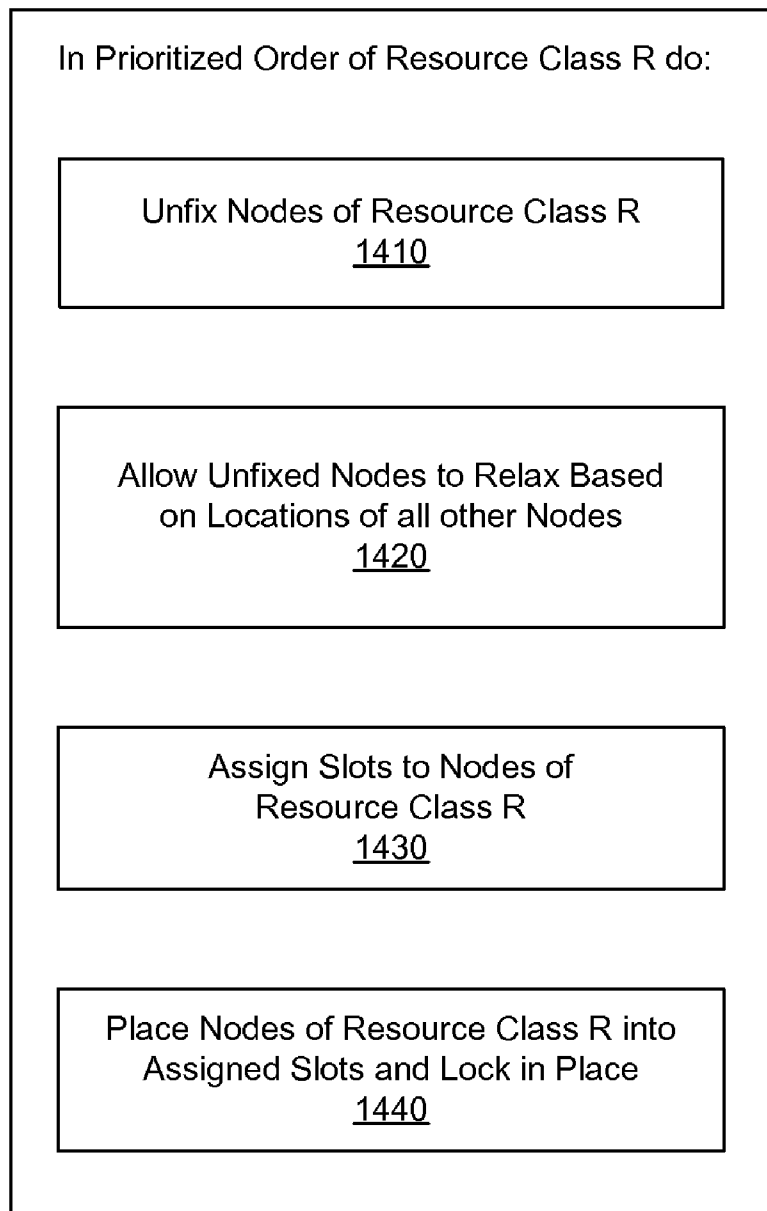 In Prioritized Order of Resource Class R do:
Unfix Nodes of Resource Class R
1410
Allow Unfixed Nodes to Relax Based
on Locations of all other Nodes
1420
Assign Slots to Nodes of
Resource Class R
1430
Place Nodes of Resource Class R into
Assigned Slots and Lock in Place
1440